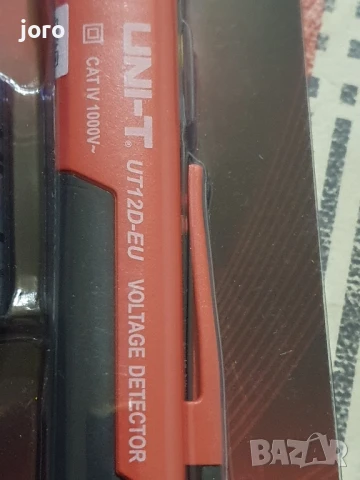 joro
UNI-T®
CAT IV 1000V~
UT12D-EU
VOLTAGE DETECTOR
BAZAR